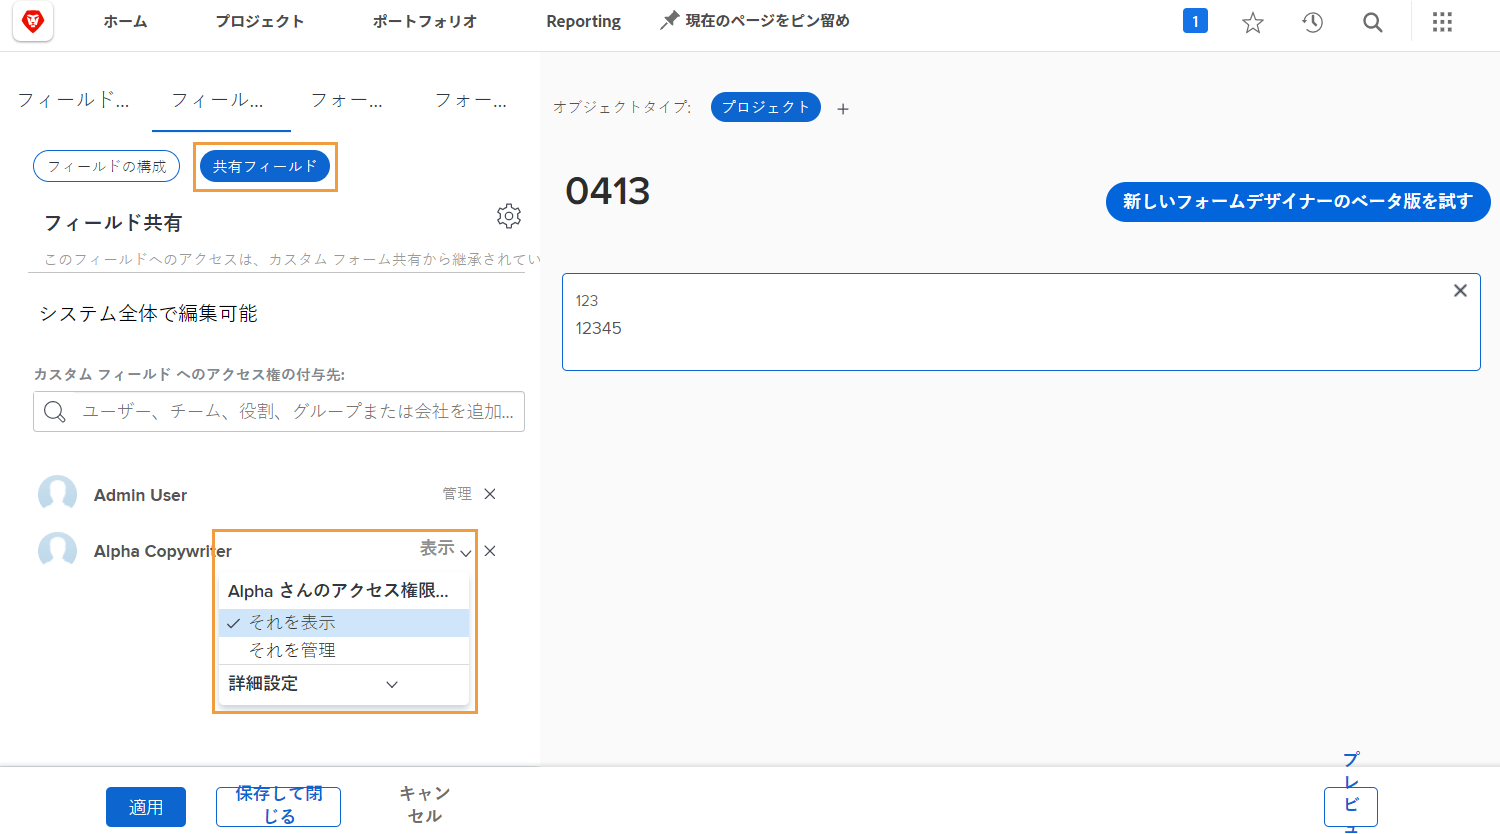 ホーム
プロジェクト
ポートフォリオ
Reporting
現在のページをピン留め
1
フィールド...
フィール...
フォー...
フォー...
オブジェクトタイプ:
プロジェクト
+
フィールドの構成
共有フィールド
0413
新しいフォームデザイナーのベータ版を試す
フィールド共有
このフィールドへのアクセスは、カスタム フォーム共有から継承されてい
123
12345
システム全体で編集可能
カスタム フィールド へのアクセス権の付与先:
ユーザー、チーム、役割、グループまたは会社を追加...
Admin User
管理
Alpha Copywriter
表示
Alpha さんのアクセス権限...
それを表示
それを管理
詳細設定
適用
保存して閉
じる
キャン
セル
プ
レ
ビ
ュ